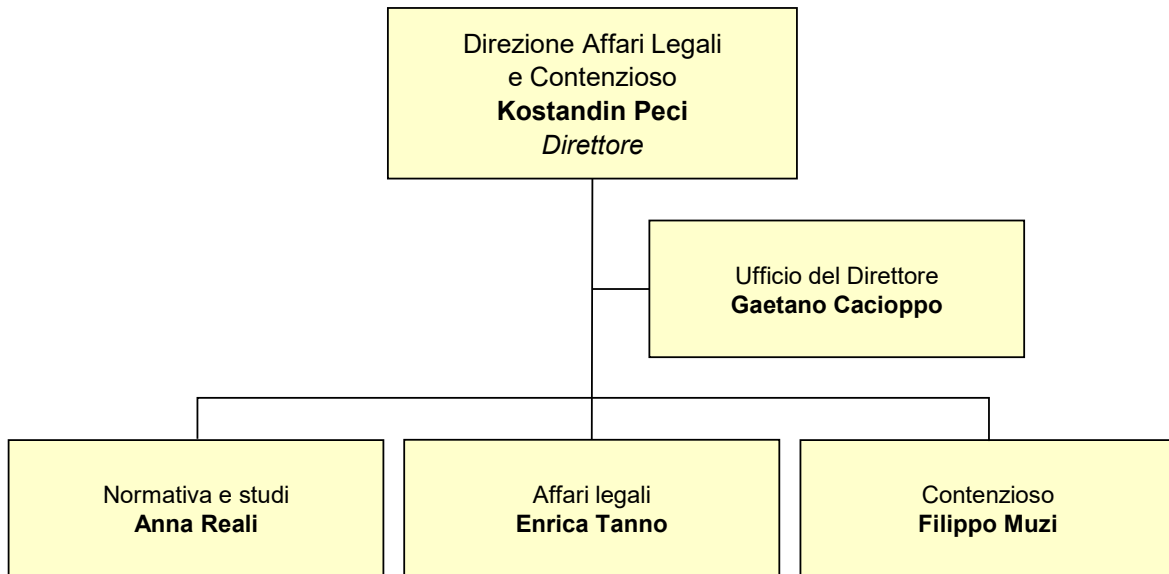 Direzione Affari Legali
e Contenzioso
Kostandin Peci
Direttore
Ufficio del Direttore
Gaetano Cacioppo
Normativa e studi
Anna Reali
Affari legali
Enrica Tanno
Contenzioso
Filippo Muzi